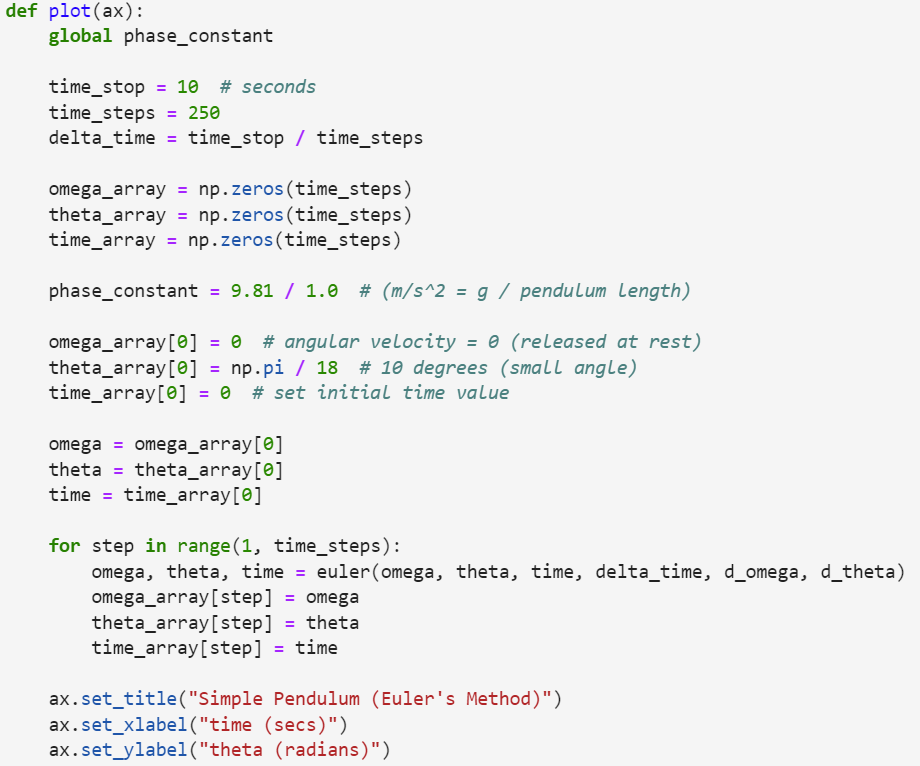 def plot(ax):
    global phase_constant

    time_stop = 10  # seconds
    time_steps = 250
    delta_time = time_stop / time_steps

    omega_array = np.zeros(time_steps)
    theta_array = np.zeros(time_steps)
    time_array = np.zeros(time_steps)

    phase_constant = 9.81 / 1.0  # (m/s^2 = g / pendulum length)

    omega_array[0] = 0  # angular velocity = 0 (released at rest)
    theta_array[0] = np.pi / 18  # 10 degrees (small angle)
    time_array[0] = 0  # set initial time value

    omega = omega_array[0]
    theta = theta_array[0]
    time = time_array[0]

    for step in range(1, time_steps):
        omega, theta, time = euler(omega, theta, time, delta_time, d_omega, d_theta)
        omega_array[step] = omega
        theta_array[step] = theta
        time_array[step] = time

    ax.set_title("Simple Pendulum (Euler's Method)")
    ax.set_xlabel("time (secs)")
    ax.set_ylabel("theta (radians)")